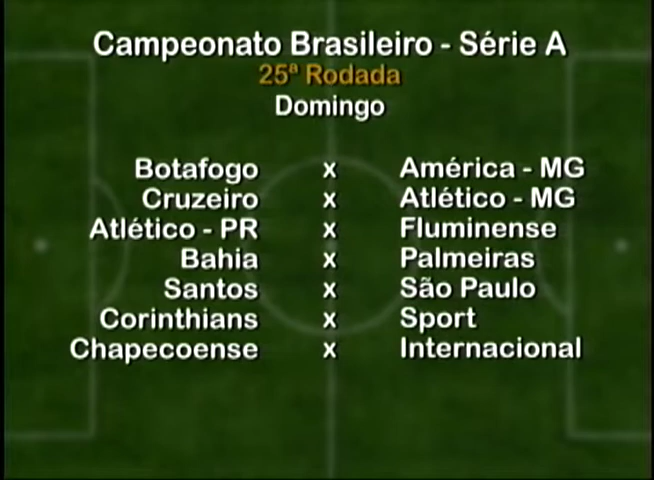 Campeonato Brasileiro - Série A
25ª Rodada
Domingo
Botafogo x América - MG
Cruzeiro x Atlético - MG
Atlético - PR x Fluminense
Bahia x Palmeiras
Santos x São Paulo
Corinthians x Sport
Chapecoense x Internacional